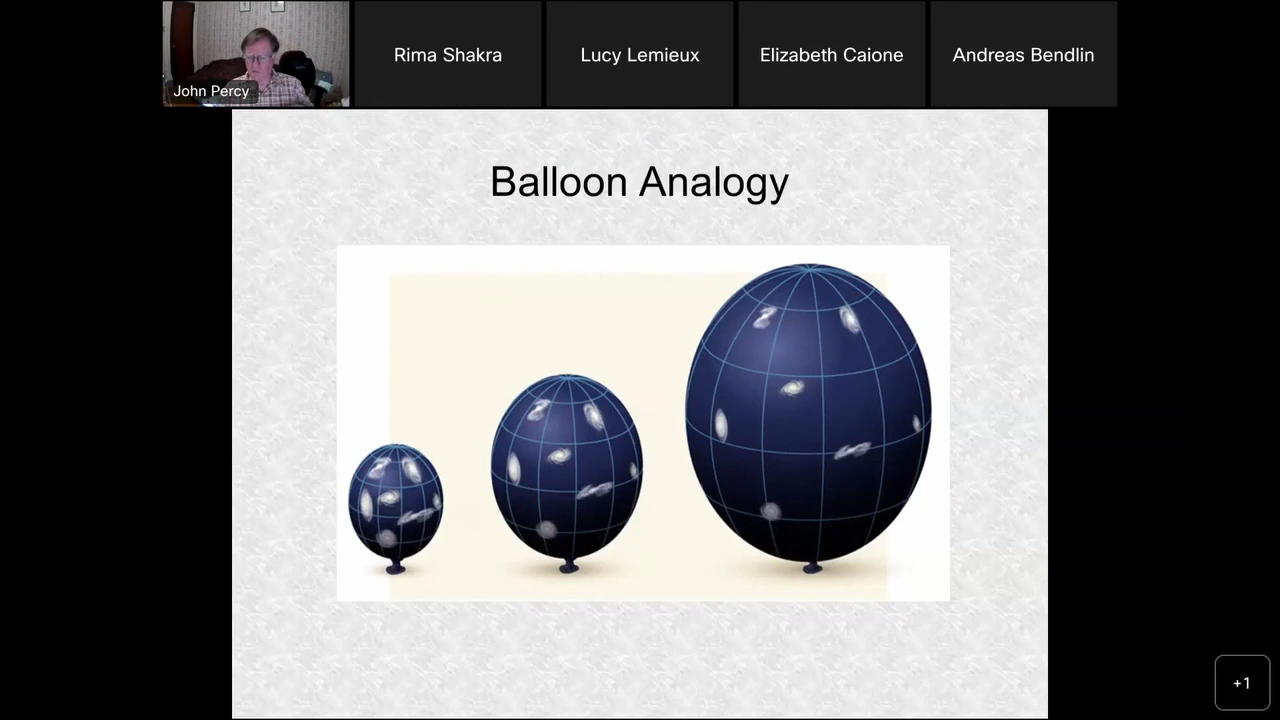 John Percy
Rima Shakra
Lucy Lemieux
Elizabeth Caione
Andreas Bendlin
Balloon Analogy
+1